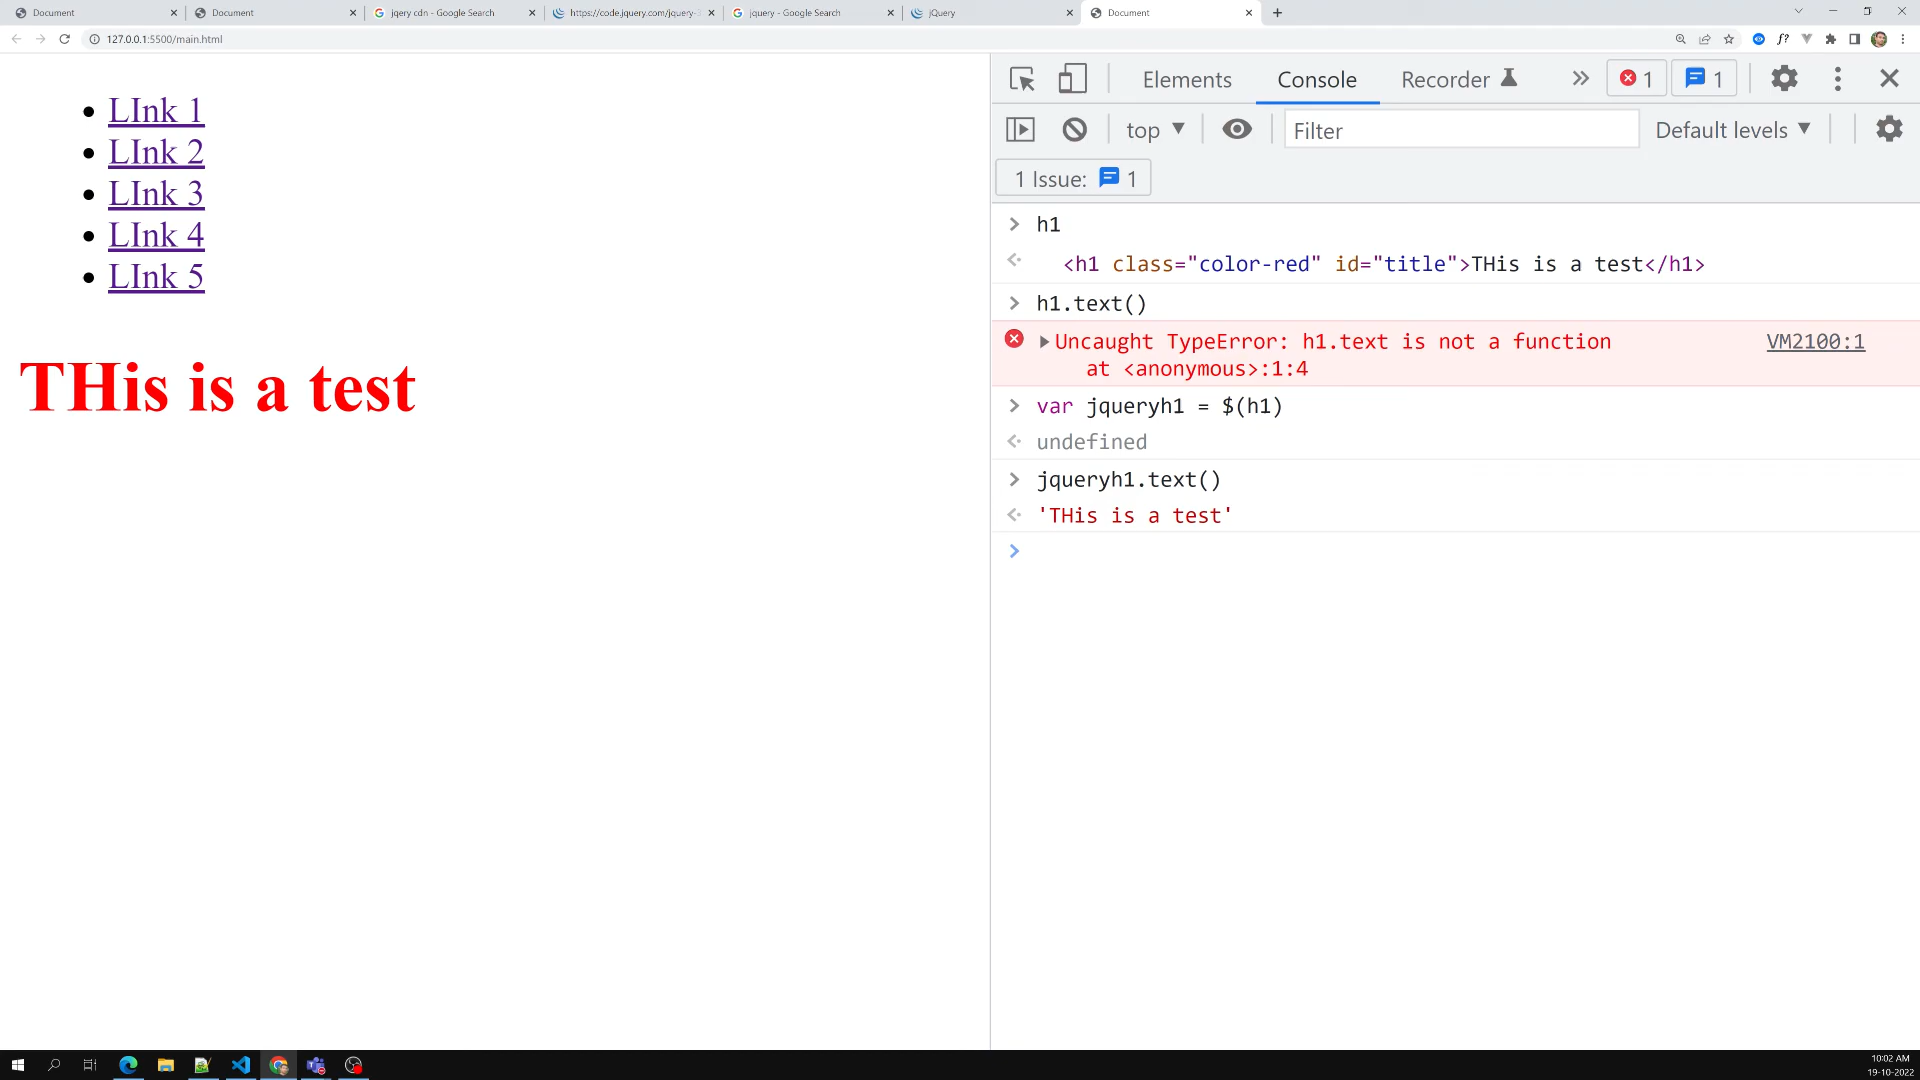 Document
Document
jqery cdn - Google Search
https://code.jquery.com/jquery-
jquery - Google Search
jQuery
Document
127.0.0.1:5500/main.html
LInk 1
LInk 2
LInk 3
LInk 4
LInk 5
THis is a test
Elements
Console
Recorder
1
1
top
Filter
Default levels
1 Issue:
1
h1
<h1 class="color-red" id="title">THis is a test</h1>
h1.text()
Uncaught TypeError: h1.text is not a function
VM2100:1
at <anonymous>:1:4
var jqueryh1 = $(h1)
undefined
jqueryh1.text()
'THis is a test'
10:02 AM
19-10-2022